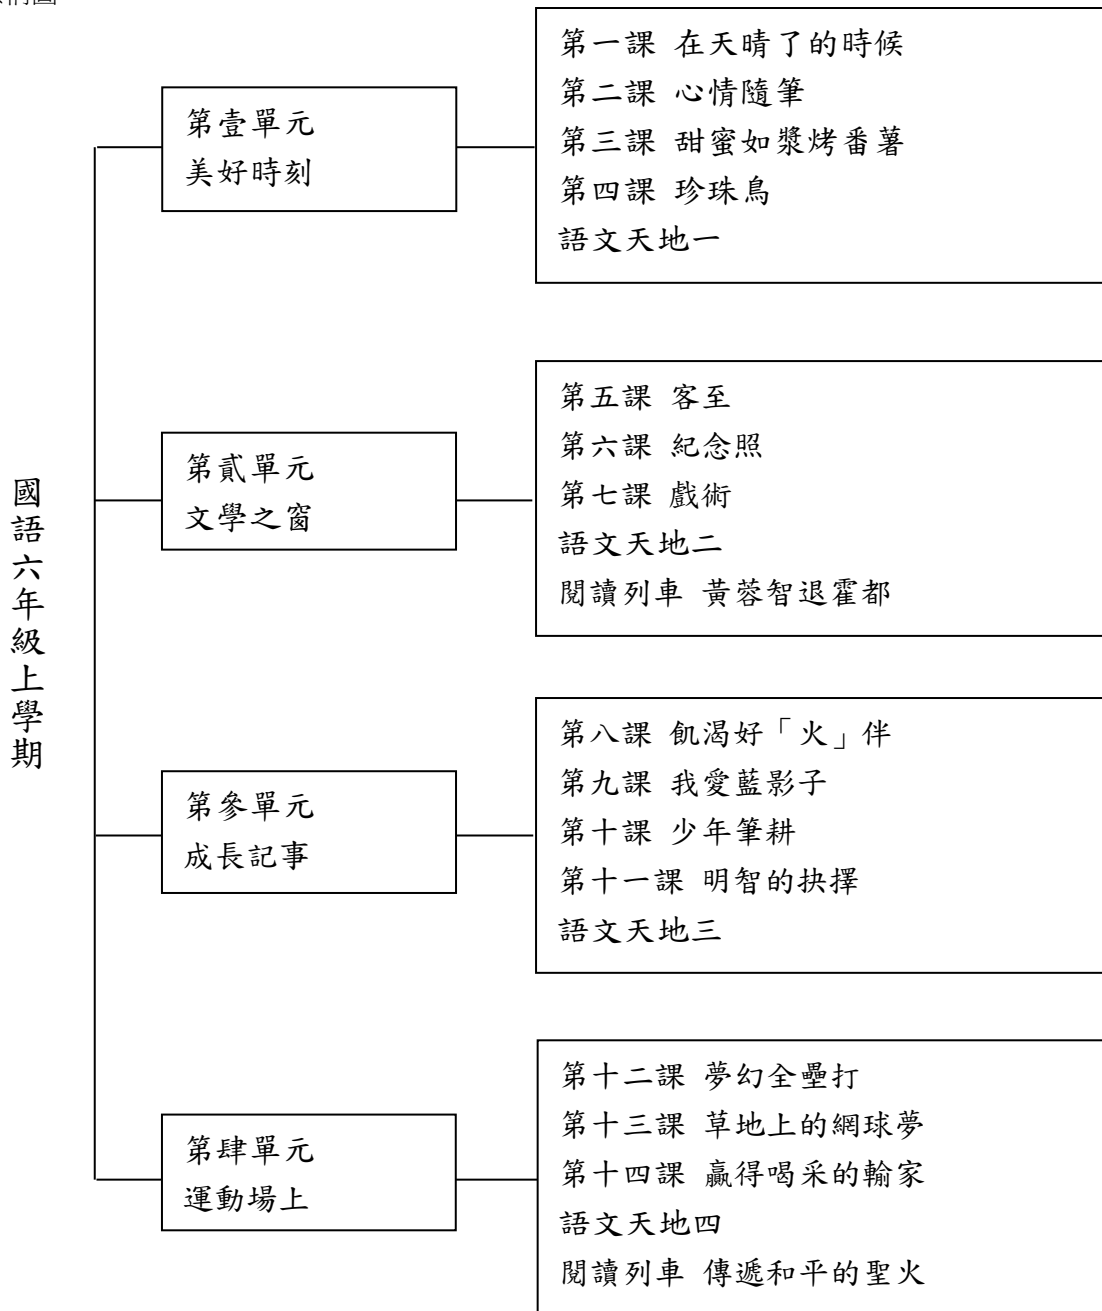 國語六年級上學期
第壹單元
美好時刻
第一課 在天晴了的時候
第二課 心情隨筆
第三課 甜蜜如漿烤番薯
第四課 珍珠鳥
語文天地一
第貳單元
文學之窗
第五課 客至
第六課 紀念照
第七課 戲術
語文天地二
閱讀列車 黃蓉智退霍都
第參單元
成長記事
第八課 飢渴好「火」伴
第九課 我愛藍影子
第十課 少年筆耕
第十一課 明智的抉擇
語文天地三
第肆單元
運動場上
第十二課 夢幻全壘打
第十三課 草地上的網球夢
第十四課 贏得喝采的輸家
語文天地四
閱讀列車 傳遞和平的聖火